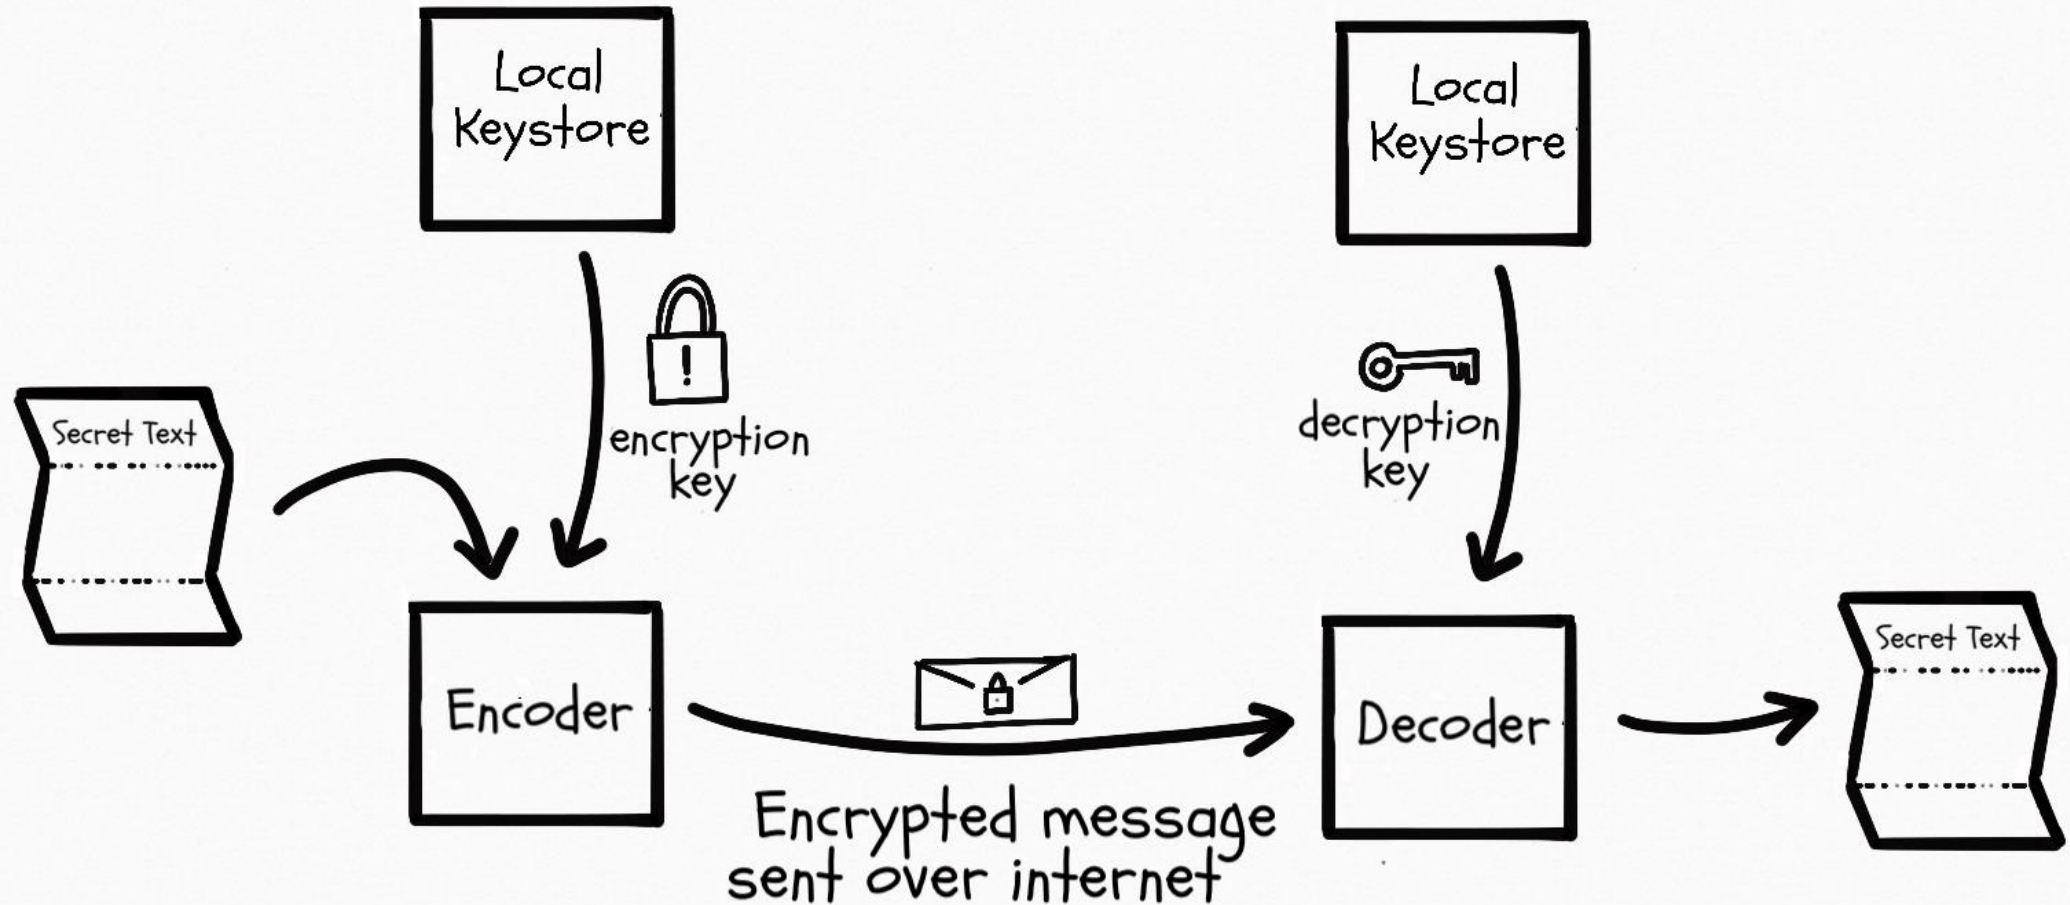 Local
Keystore
Local
Keystore
!
encryption
key
decryption
key
Secret Text
Secret Text
Encoder
Decoder
Encrypted message
sent over internet